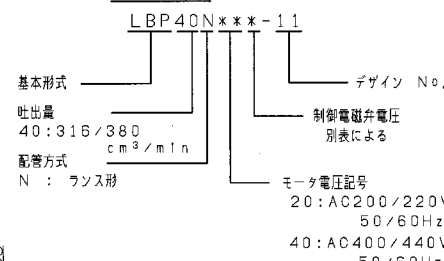 LBP40N***-11
基本形式
デザイン No.
吐出量
40:316/380
cm³/min
制御電磁弁電圧
別表による
配管方式
N : ランス形
モータ電圧記号
20:AC200/220V
50/60Hz
40:AC400/440V
50/60Hz